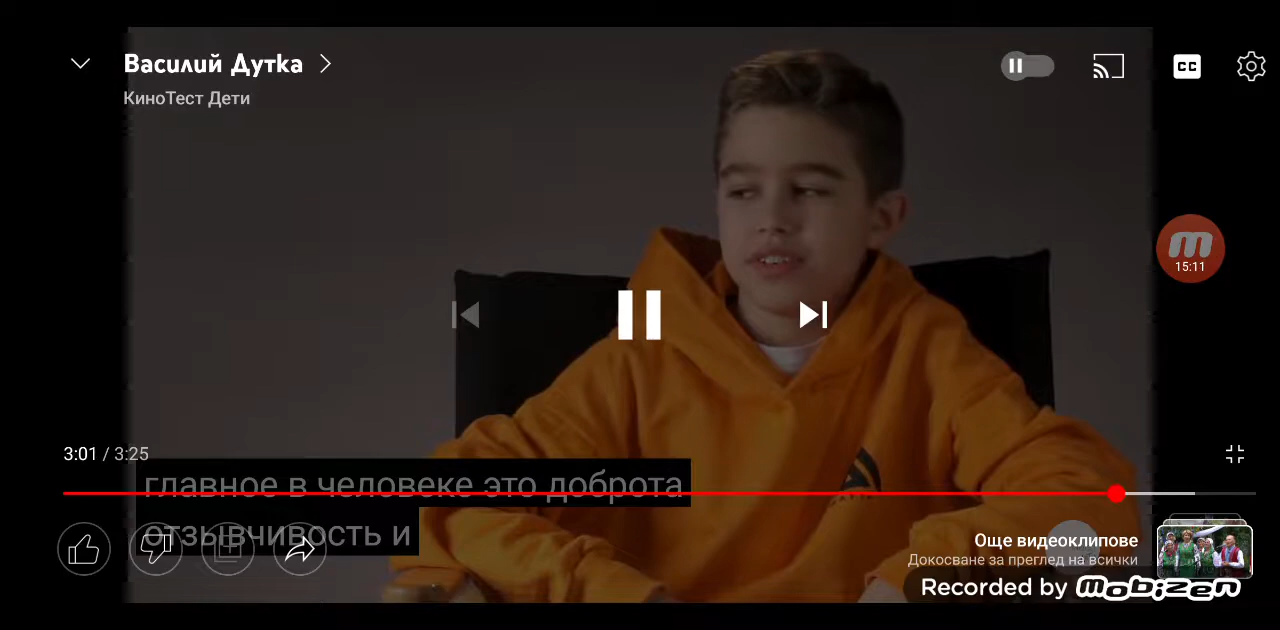 Василий Дутка
КиноТест Дети
CC
15:11
3:01 / 3:25
главное в человеке это доброта
отзывчивость и
Още видеоклипове
Докосване за преглед на всички
Recorded by mobizen